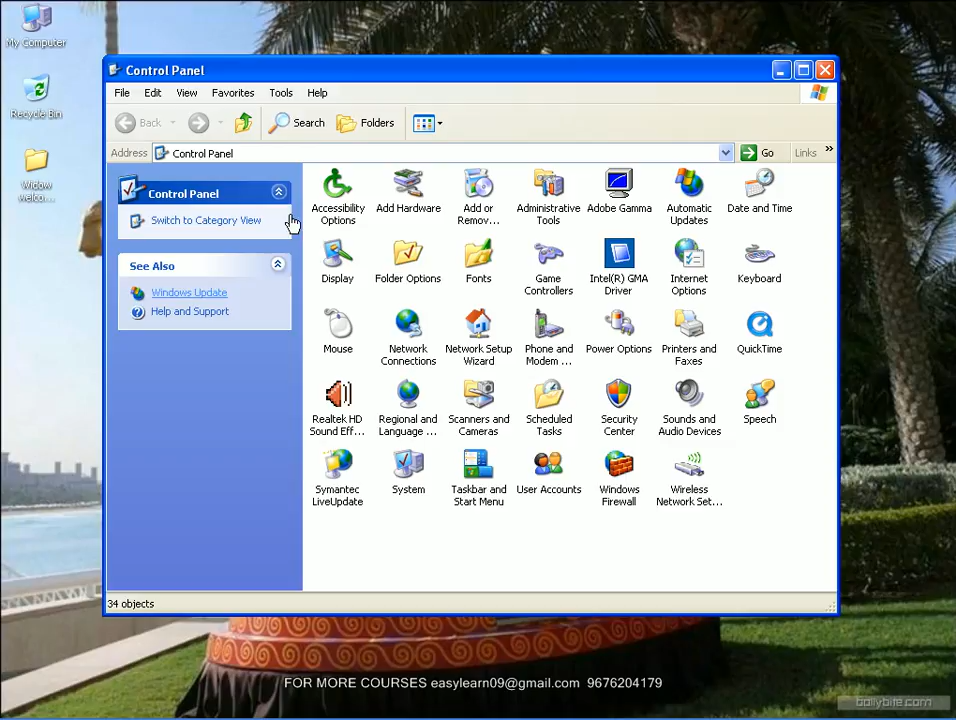 My Computer
Recycle Bin
Widow
welco...
Control Panel
File Edit View Favorites Tools Help
Back Search Folders
Address Control Panel Go Links »
Control Panel
Switch to Category View
See Also
Windows Update
Help and Support
Accessibility
Options
Add Hardware
Add or
Remov...
Administrative
Tools
Adobe Gamma
Automatic
Updates
Date and Time
Display
Folder Options
Fonts
Game
Controllers
Intel(R) GMA
Driver
Internet
Options
Keyboard
Mouse
Network
Connections
Network Setup
Wizard
Phone and
Modem ...
Power Options
Printers and
Faxes
QuickTime
Realtek HD
Sound Eff...
Regional and
Language ...
Scanners and
Cameras
Scheduled
Tasks
Security
Center
Sounds and
Audio Devices
Speech
Symantec
LiveUpdate
System
Taskbar and
Start Menu
User Accounts
Windows
Firewall
Wireless
Network Set...
34 objects
FOR MORE COURSES easylearn09@gmail.com 9676204179
bollybite.com